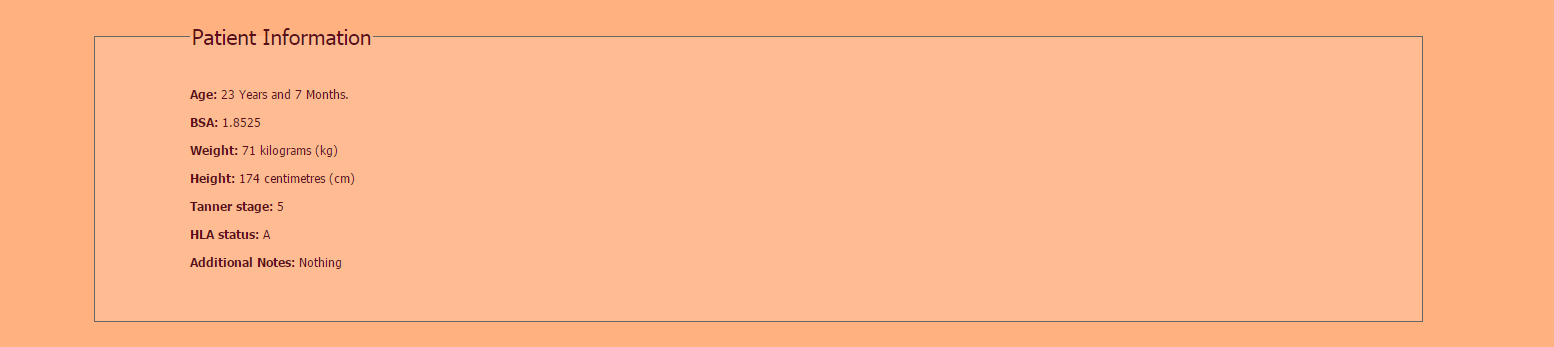 Patient Information
Age: 23 Years and 7 Months.
BSA: 1.8525
Weight: 71 kilograms (kg)
Height: 174 centimetres (cm)
Tanner stage: 5
HLA status: A
Additional Notes: Nothing